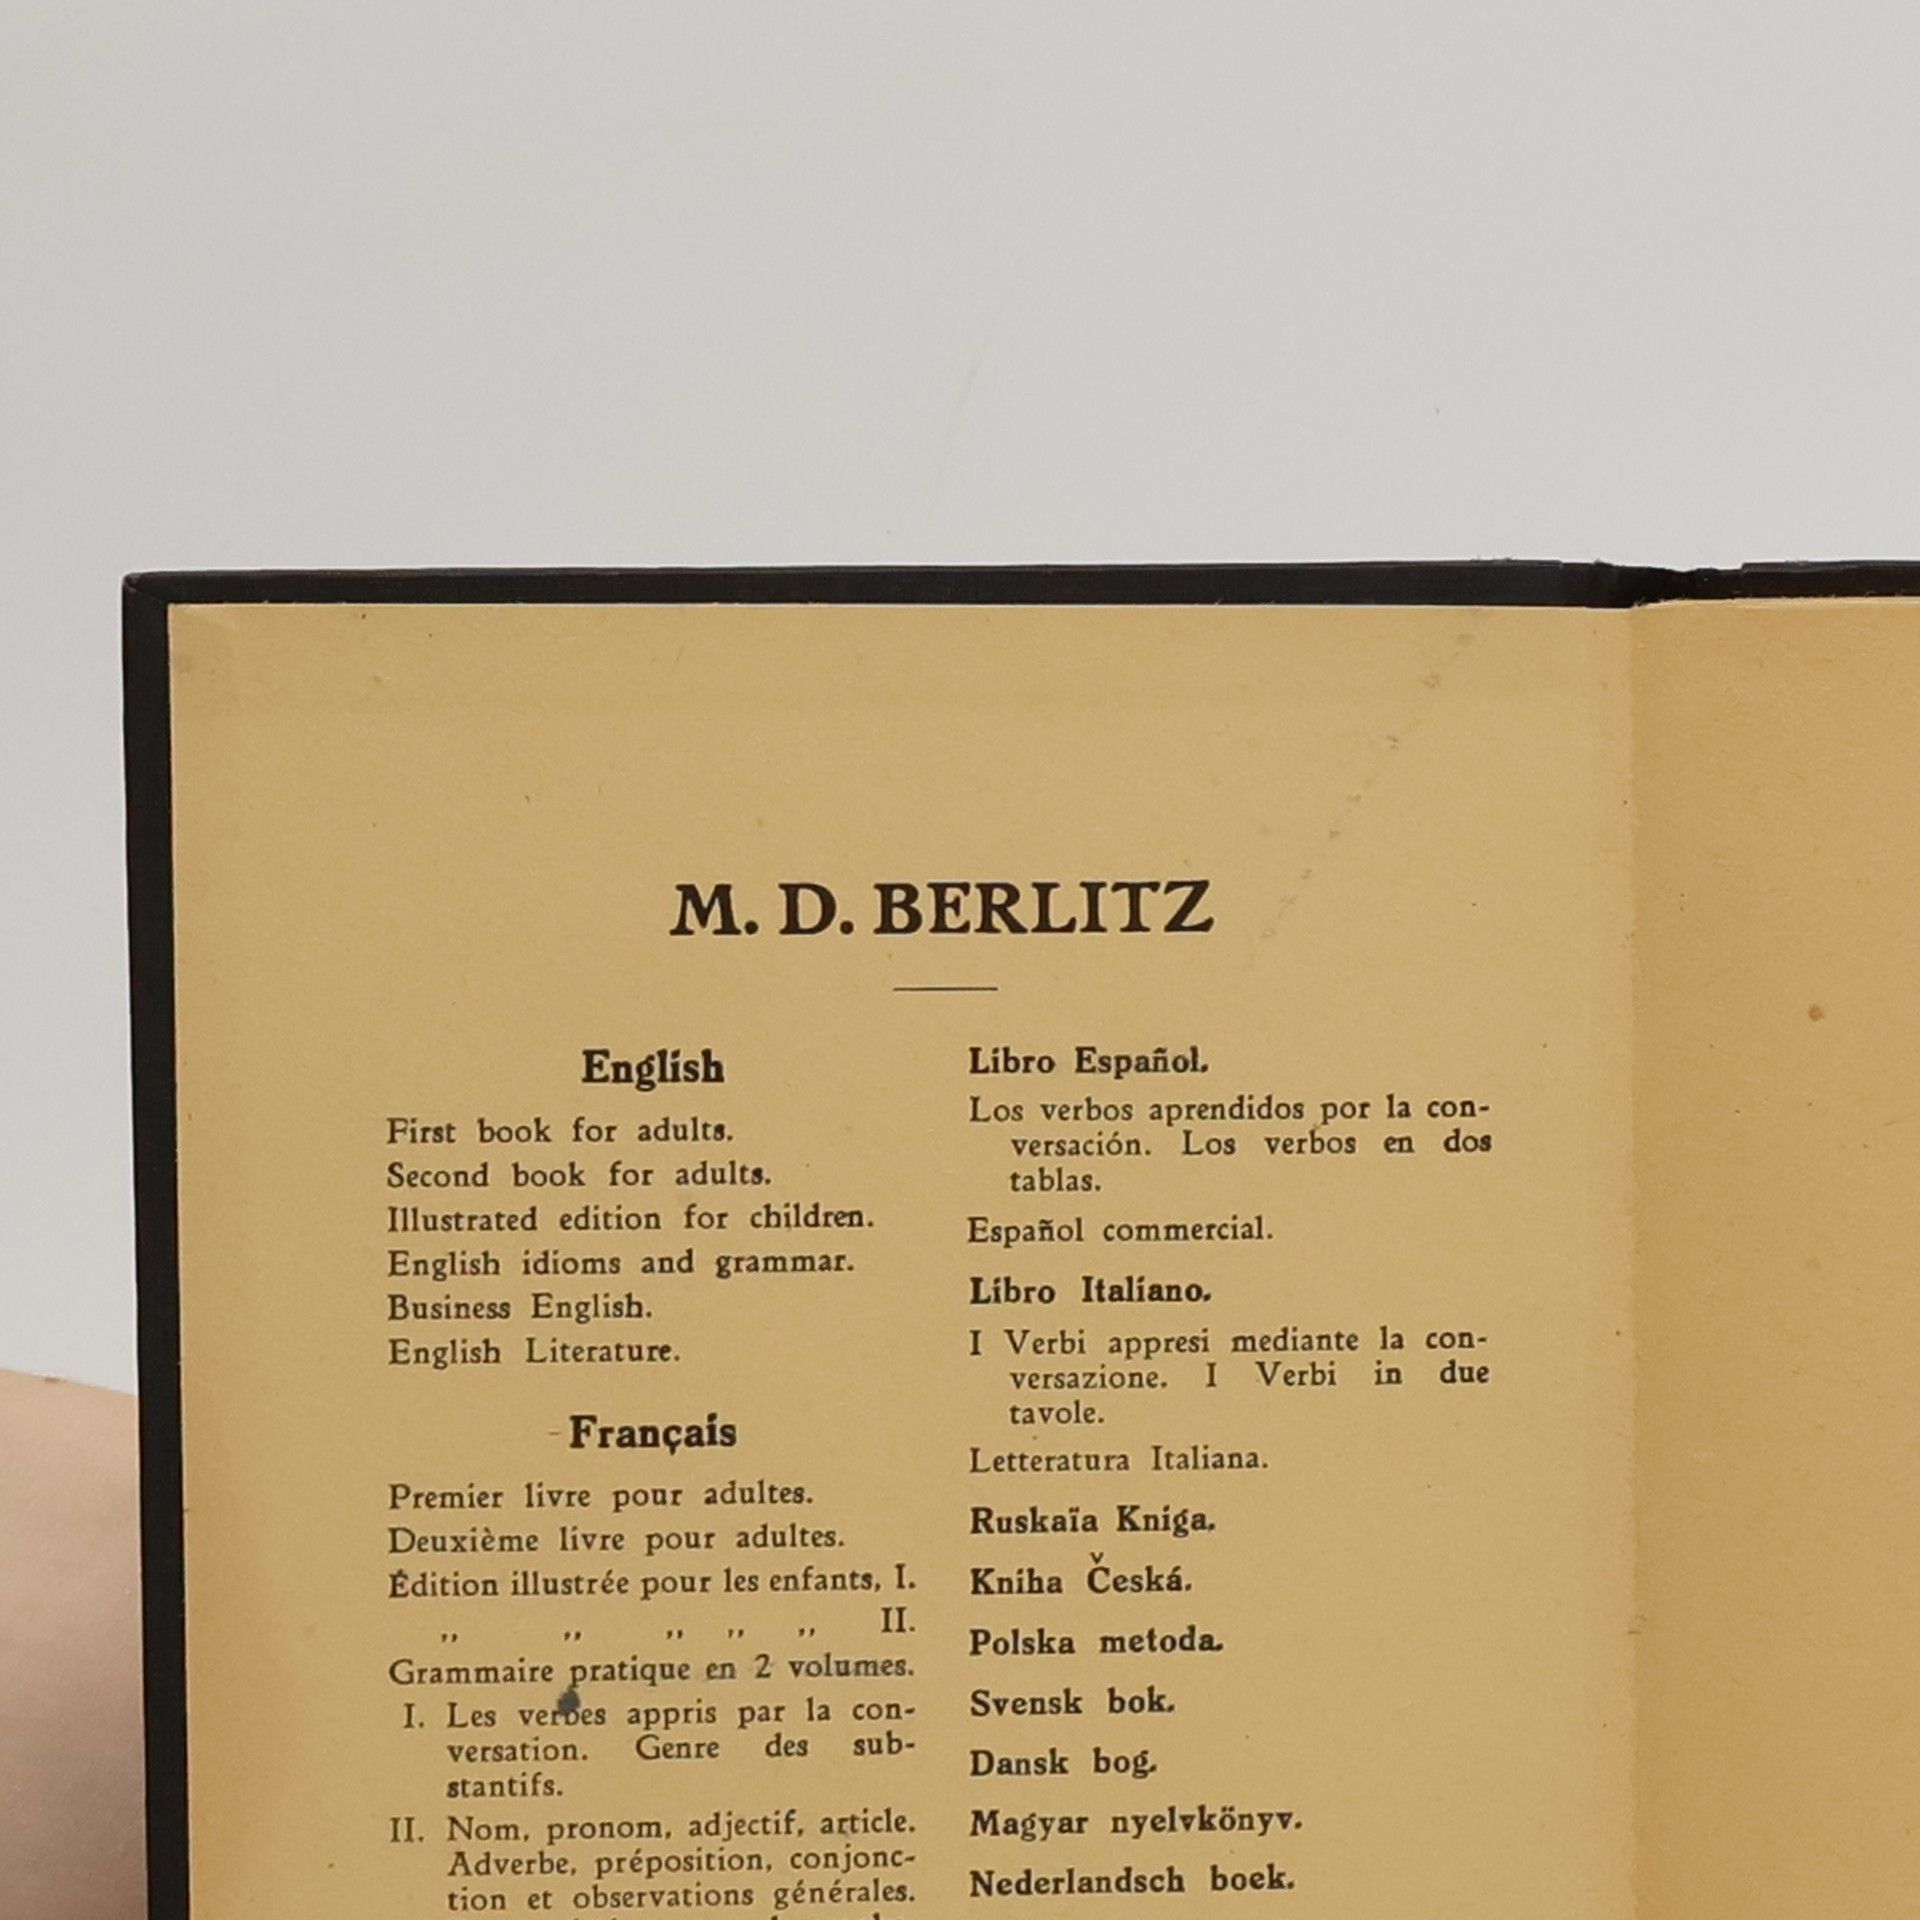 M. D. BERLITZ
English
First book for adults.
Second book for adults.
Illustrated edition for children.
English idioms and grammar.
Business English.
English Literature.
Français
Premier livre pour adultes.
Deuxième livre pour adultes.
Édition illustrée pour les enfants, I.
„ „ „ „ „ II.
Grammaire pratique en 2 volumes.
I. Les verbes appris par la con-
versation. Genre des sub-
stantifs.
II. Nom, pronom, adjectif, article.
Adverbe, préposition, conjonc-
tion et observations générales.
Libro Español.
Los verbos aprendidos por la con-
versación. Los verbos en dos
tablas.
Español commercial.
Libro Italiano.
I Verbi appresi mediante la con-
versazione. I Verbi in due
tavole.
Letteratura Italiana.
Ruskaïa Kniga.
Kniha Česká.
Polska metoda.
Svensk bok.
Dansk bog.
Magyar nyelvkönyv.
Nederlandsch boek.